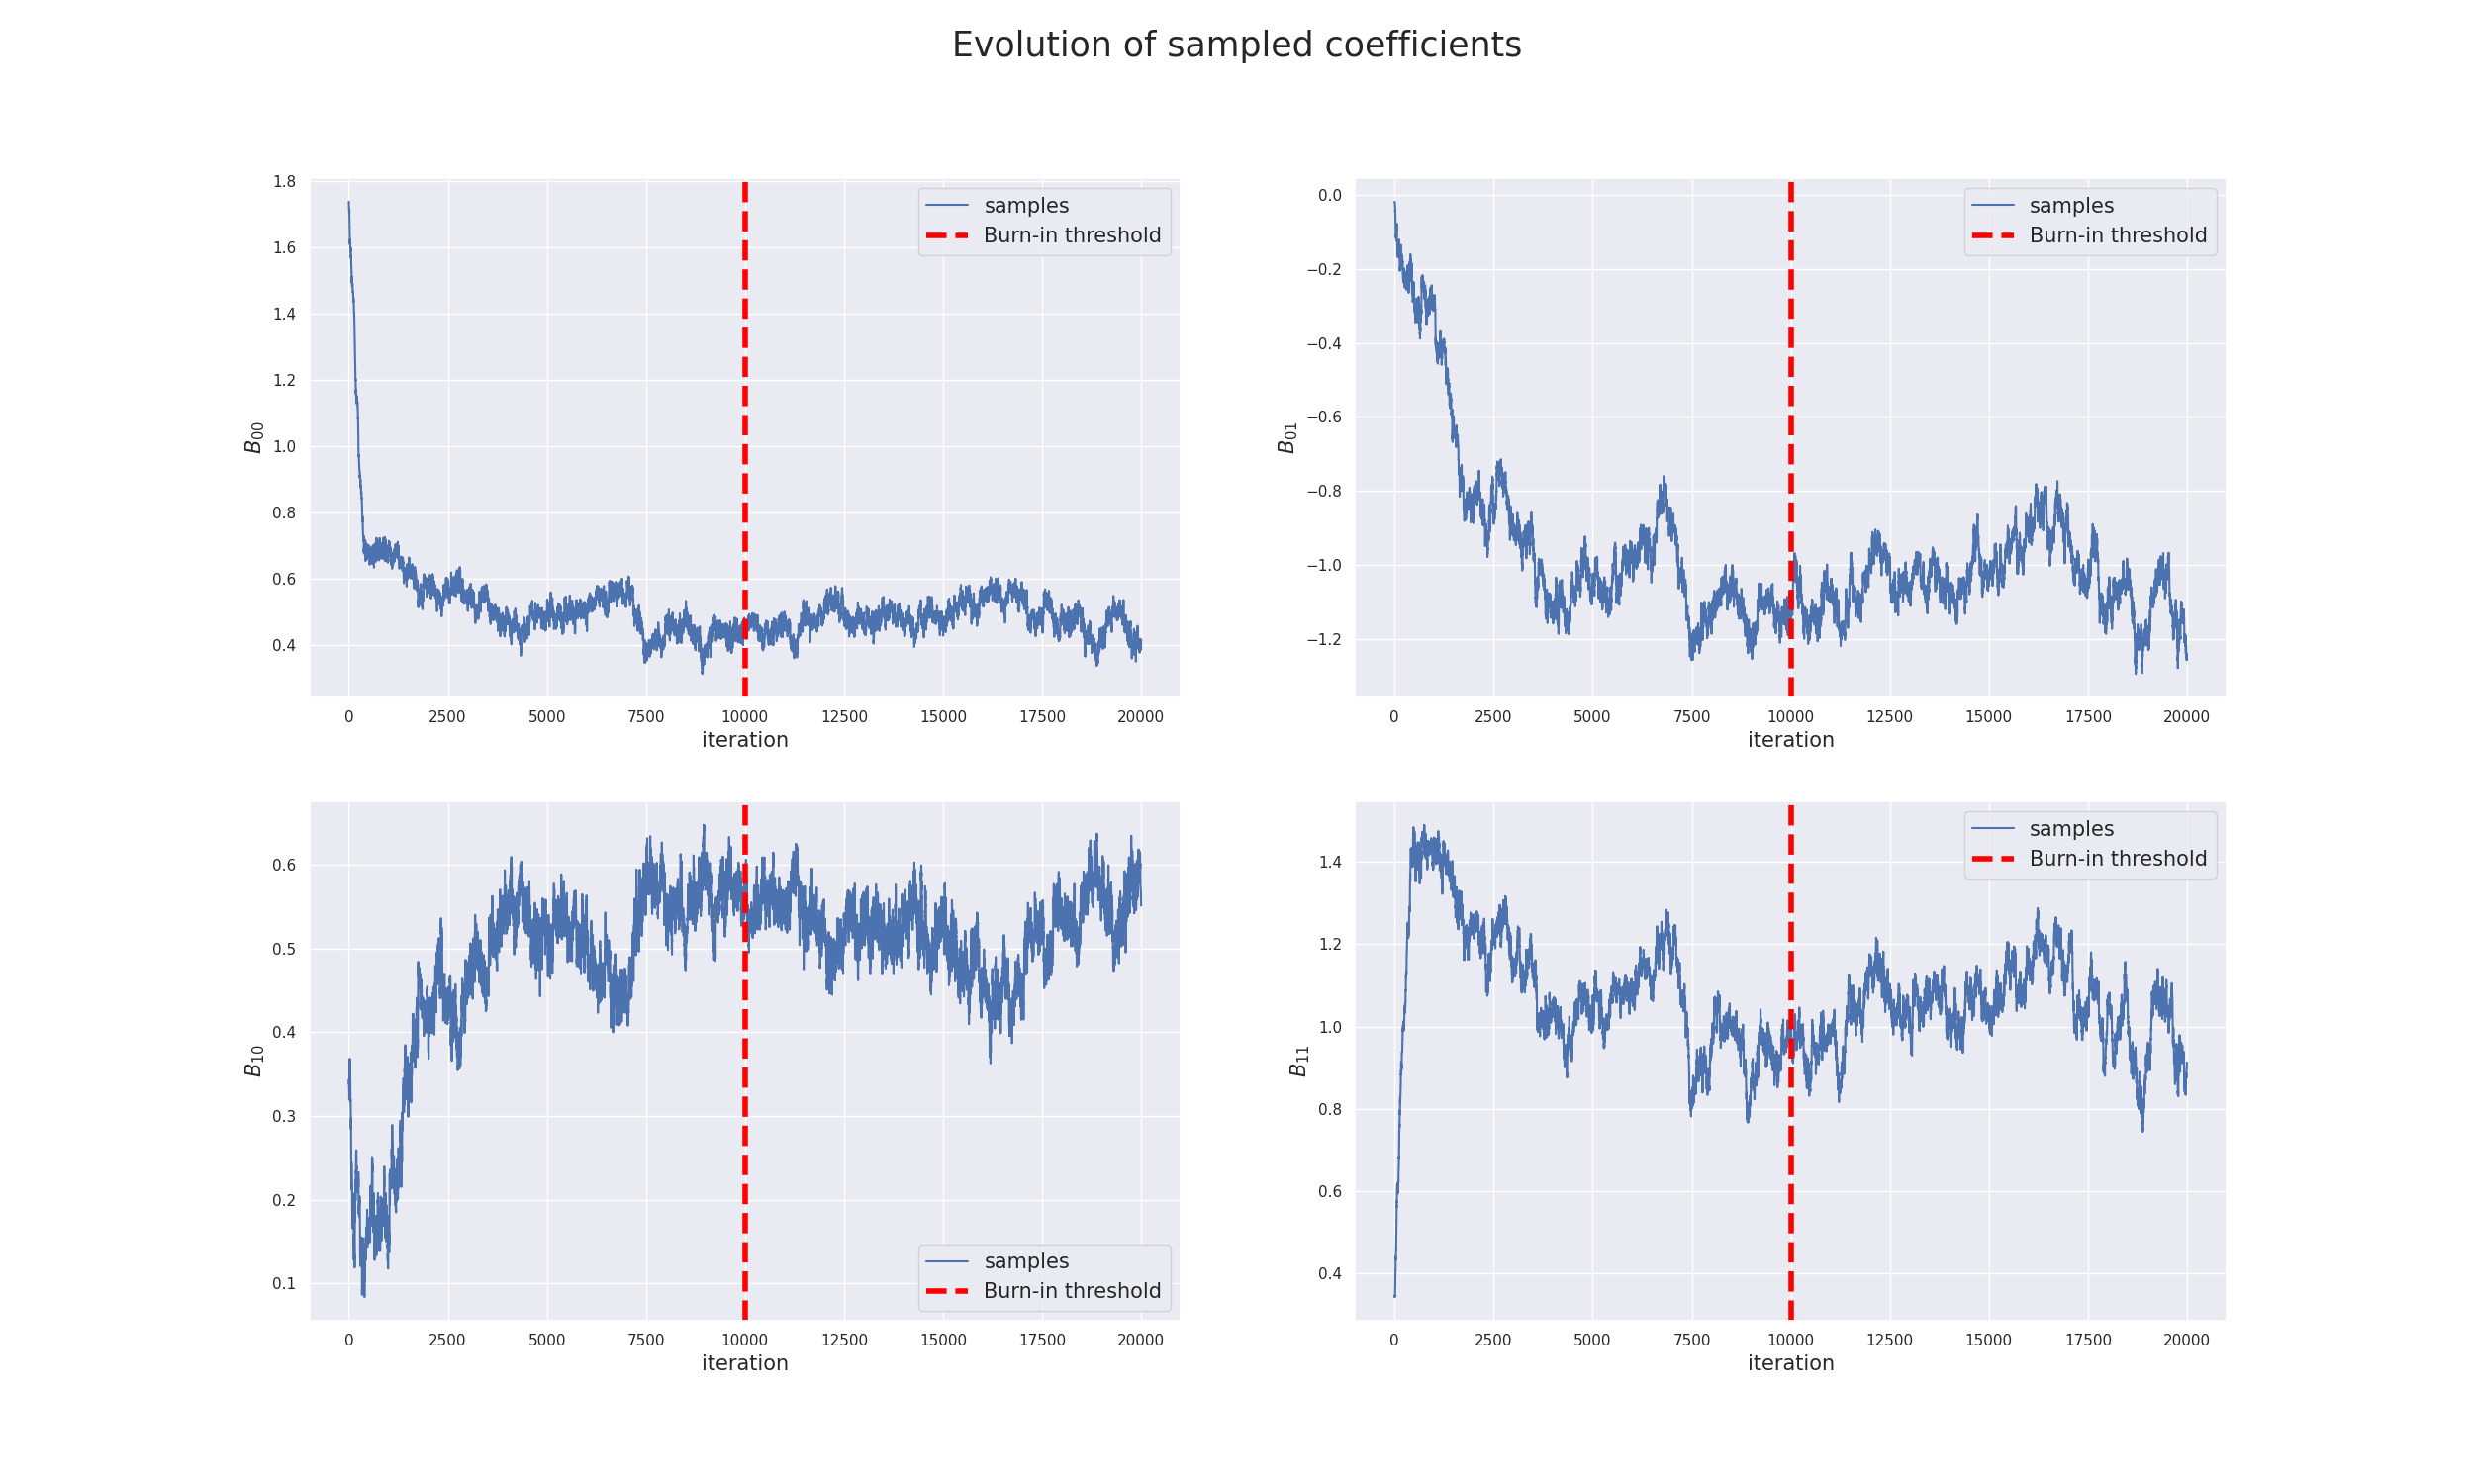 Evolution of sampled coefficients
1.8
1.6
1.4
1.2
1.0
0.8
0.6
0.4
B00
samples
Burn-in threshold
0 2500 5000 7500 10000 12500 15000 17500 20000
iteration
0.0
−0.2
−0.4
−0.6
−0.8
−1.0
−1.2
B01
samples
Burn-in threshold
0 2500 5000 7500 10000 12500 15000 17500 20000
iteration
0.6
0.5
0.4
0.3
0.2
0.1
B10
samples
Burn-in threshold
0 2500 5000 7500 10000 12500 15000 17500 20000
iteration
1.4
1.2
1.0
0.8
0.6
0.4
B11
samples
Burn-in threshold
0 2500 5000 7500 10000 12500 15000 17500 20000
iteration